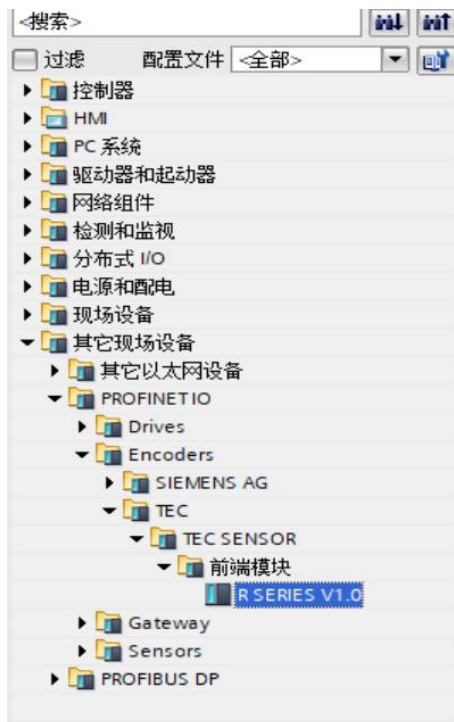 <搜索>
过滤 配置文件 <全部>
控制器
HMI
PC 系统
驱动器和起动器
网络组件
检测和监视
分布式 I/O
电源和配电
现场设备
其它现场设备
其它以太网设备
PROFINET IO
Drives
Encoders
SIEMENS AG
TEC
TEC SENSOR
前端模块
R SERIES V1.0
Gateway
Sensors
PROFIBUS DP